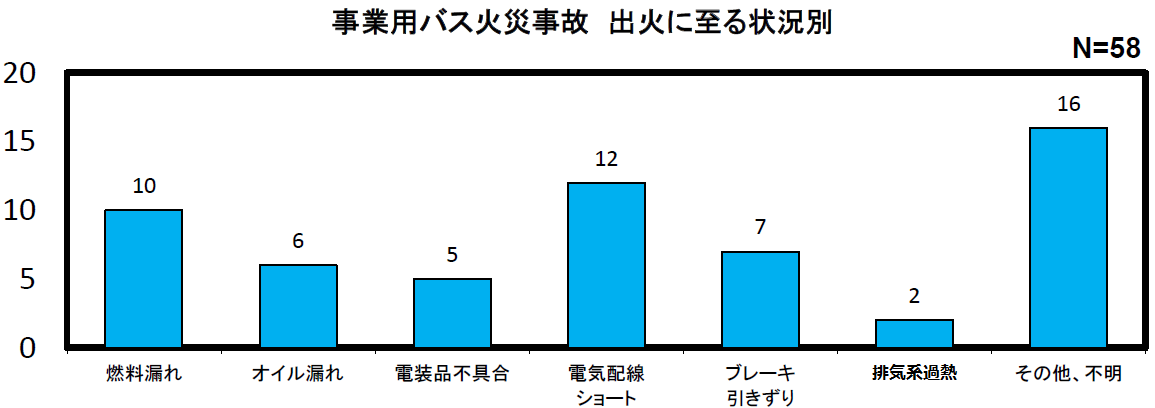 事業用バス火災事故　出火に至る状況別
N=58
20
15
10
5
0
10
6
5
12
7
2
16
燃料漏れ
オイル漏れ
電装品不具合
電気配線
ショート
ブレーキ
引きずり
排気系過熱
その他、不明